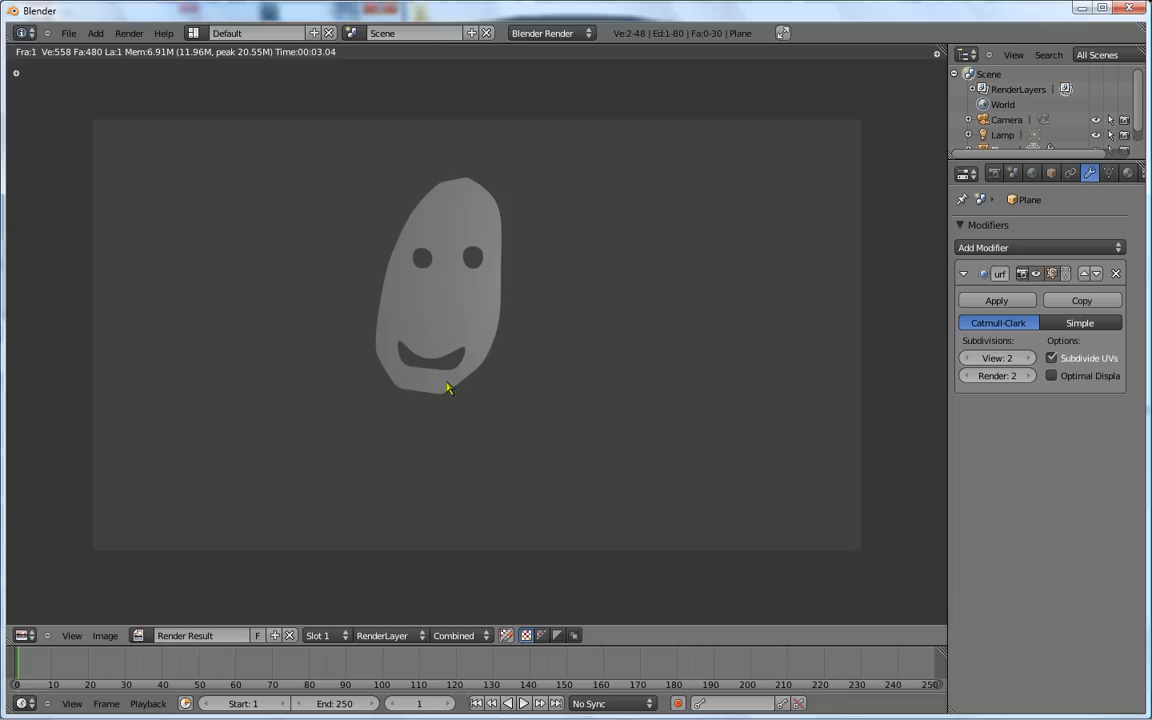 Blender
File Add Render Help Default Scene Blender Render Ve:2-48 | Ed:1-80 | Fa:0-30 | Plane
Fra:1 Ve:558 Fa:480 La:1 Mem:6.91M (11.96M, peak 20.55M) Time:00:03.04
View Search All Scenes
Scene
RenderLayers
World
Camera
Lamp
Plane
Modifiers
Add Modifier
urf
Apply Copy
Catmull-Clark Simple
Subdivisions: Options:
View: 2 Subdivide UVs
Render: 2 Optimal Displa
View Image Render Result F Slot 1 RenderLayer Combined
0 10 20 30 40 50 60 70 80 90 100 110 120 130 140 150 160 170 180 190 200 210 220 230 250
View Frame Playback Start: 1 End: 250 1 No Sync